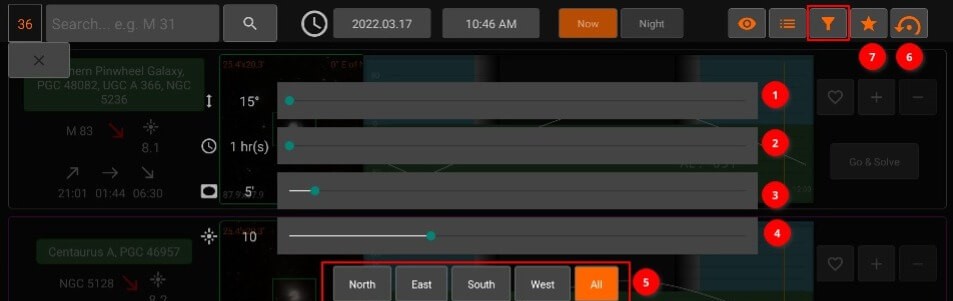 36
Search... e.g. M 31
2022.03.17
10:46 AM
Now
Night
7
6
hern Pinwheel Galaxy,
PGC 48082, UGC A 366, NGC
5236
15°
1
M 83
8.1
1 hr(s)
2
Go & Solve
21:01 01:44 06:30
5'
3
10
4
Centaurus A, PGC 46957
NGC 5128
8.2
North
East
South
West
All
5